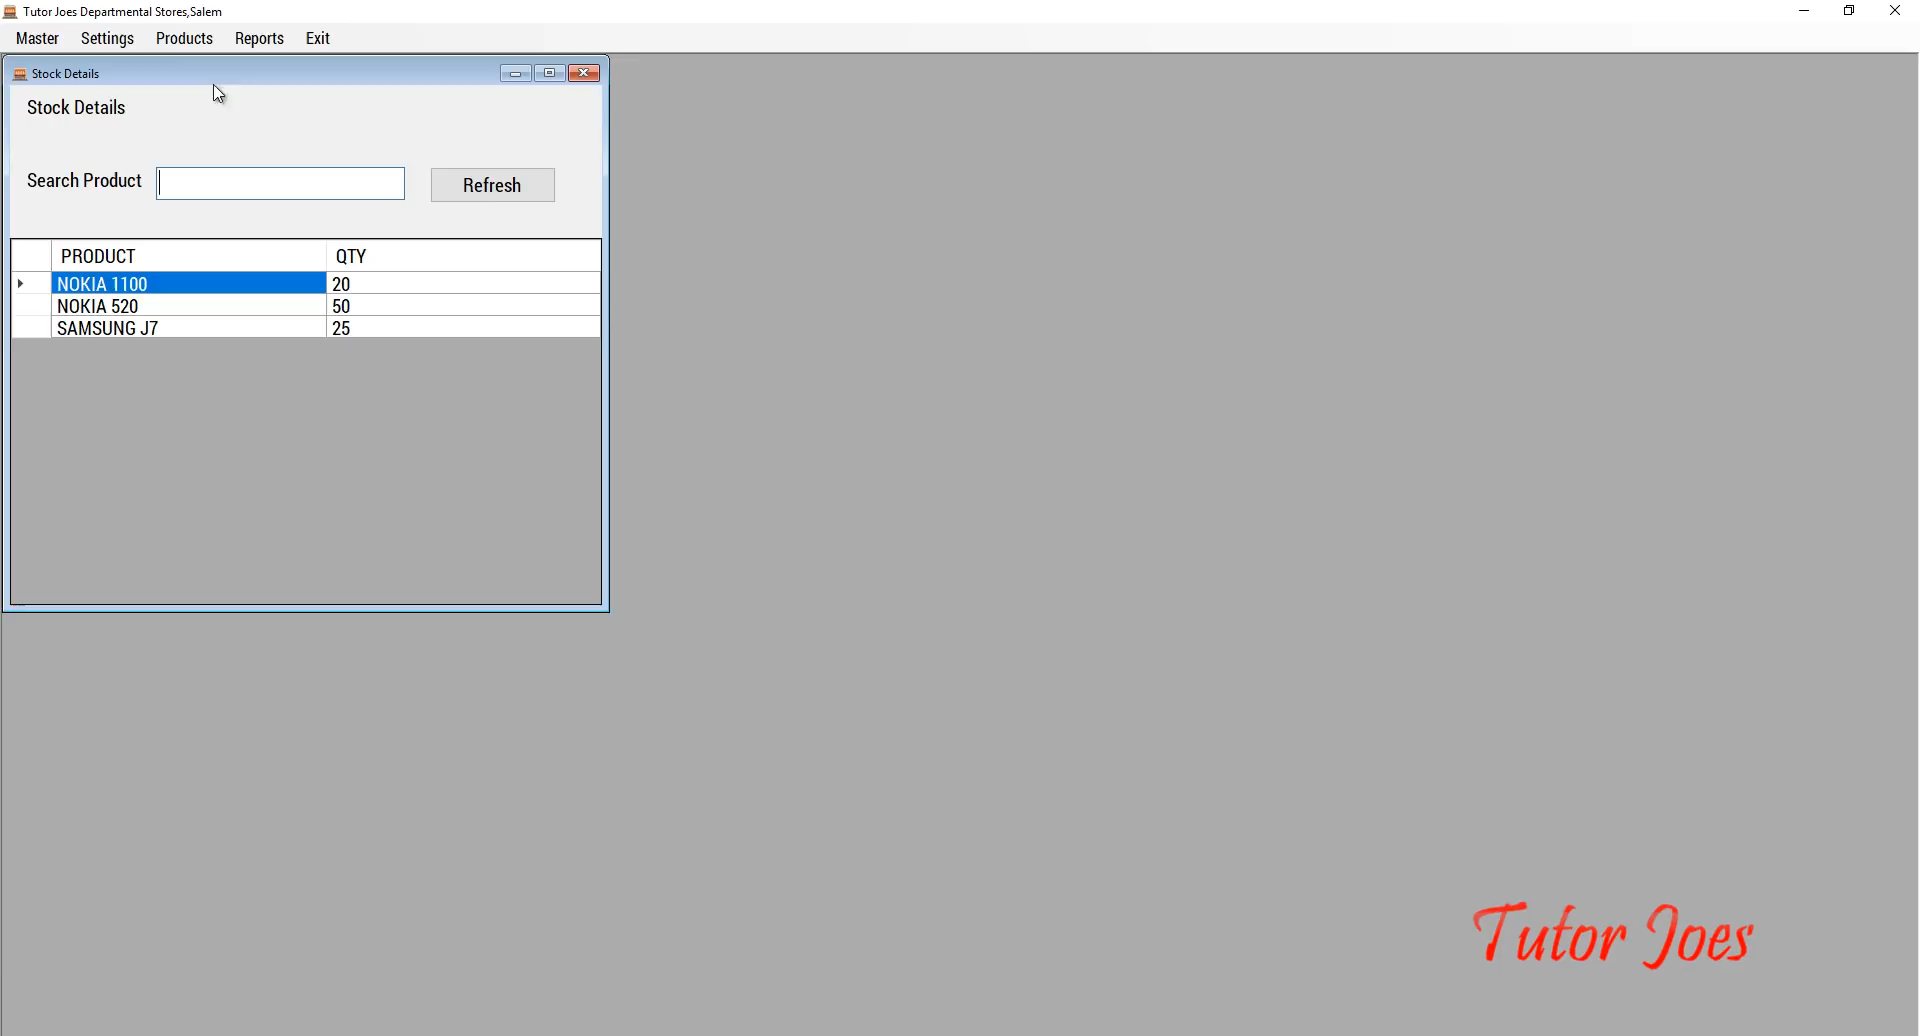 Tutor Joes Departmental Stores,Salem
Master Settings Products Reports Exit
Stock Details
Stock Details
Search Product Refresh
PRODUCT QTY
NOKIA 1100 20
NOKIA 520 50
SAMSUNG J7 25
Tutor Joes